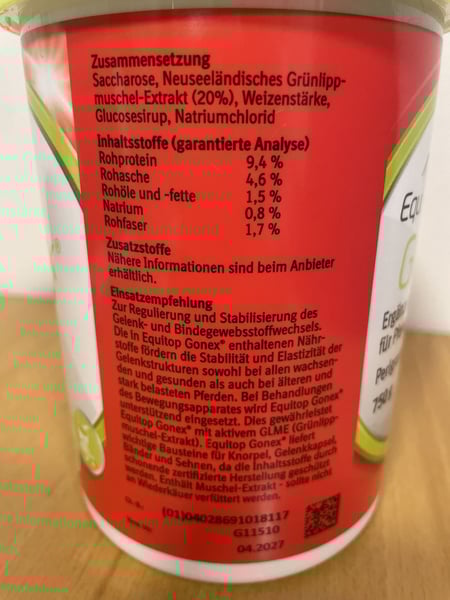 Zusammensetzung
Saccharose, Neuseeländisches Grünlipp-
muschel-Extrakt (20%), Weizenstärke,
Glucosesirup, Natriumchlorid
Inhaltsstoffe (garantierte Analyse)
Rohprotein 9,4 %
Rohasche 4,6 %
Rohöle und -fette 1,5 %
Natrium 0,8 %
Rohfaser 1,7 %
Zusatzstoffe
Nähere Informationen sind beim Anbieter
erhältlich.
Einsatzempfehlung
Zur Regulierung und Stabilisierung des
Gelenk- und Bindegewebsstoffwechsels.
Die in Equitop Gonex® enthaltenen Nähr-
stoffe fördern die Stabilität und Elastizität der
Gelenkstrukturen sowohl bei allen wachsen-
den und gesunden als auch bei älteren und
stark belasteten Pferden. Bei Behandlungen
des Bewegungsapparates wird Equitop Gonex®
unterstützend eingesetzt. Dies gewährleistet
Equitop Gonex® mit aktivem GLME (Grünlipp-
muschel-Extrakt). Equitop Gonex® liefert
wichtige Bausteine für Knorpel, Gelenkkapsel,
Bänder und Sehnen, da die Inhaltsstoffe durch
schonende zertifizierte Herstellung geschützt
werden. Enthält Muschel-Extrakt - sollte nicht
an Wiederkäuer verfüttert werden.
(01)04028691018117
G11510
04.2027
Equ
G
Ergän
für Pf
750